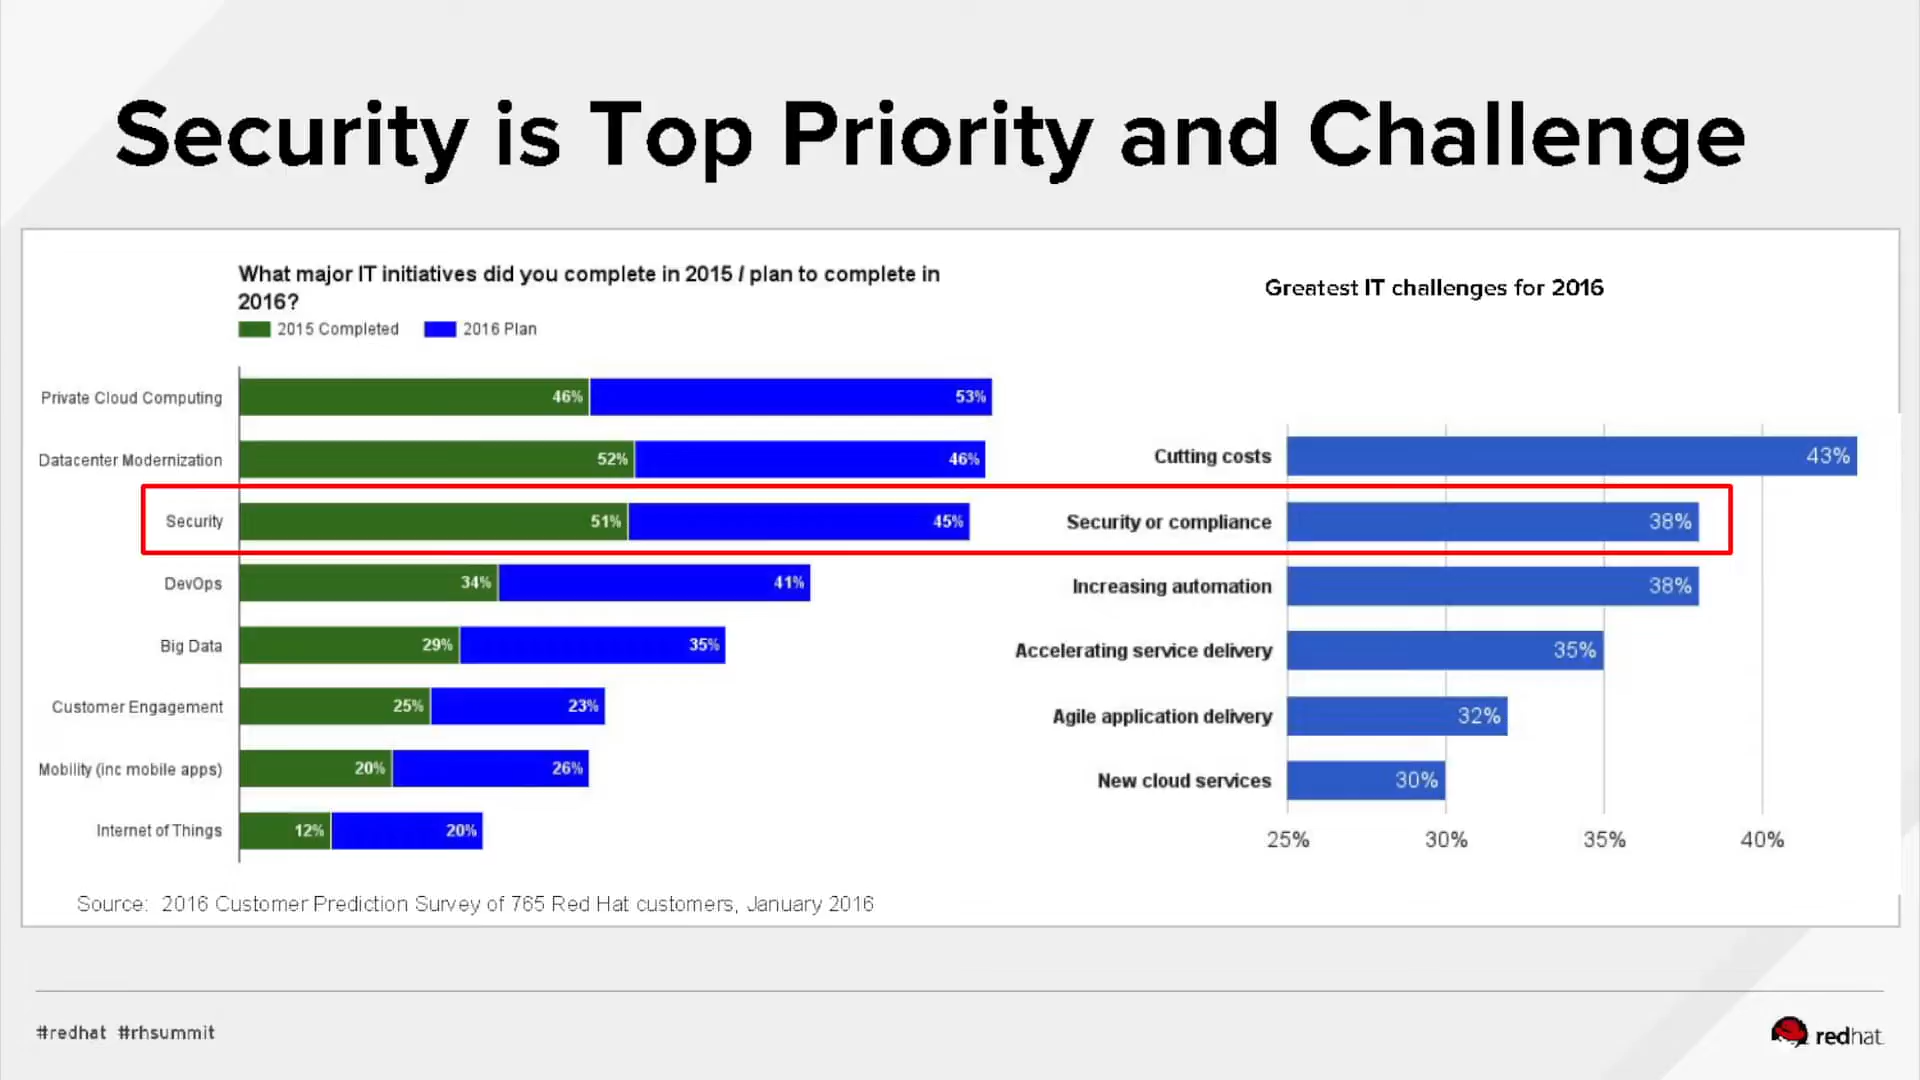 Security is Top Priority and Challenge
What major IT initiatives did you complete in 2015 / plan to complete in
2016?
2015 Completed 2016 Plan
Private Cloud Computing 46% 53%
Datacenter Modernization 52% 46%
Security 51% 45%
DevOps 34% 41%
Big Data 29% 35%
Customer Engagement 25% 23%
Mobility (inc mobile apps) 20% 26%
Internet of Things 12% 20%
Source: 2016 Customer Prediction Survey of 765 Red Hat customers, January 2016
Greatest IT challenges for 2016
Cutting costs 43%
Security or compliance 38%
Increasing automation 38%
Accelerating service delivery 35%
Agile application delivery 32%
New cloud services 30%
25% 30% 35% 40%
#redhat #rhsummit
redhat